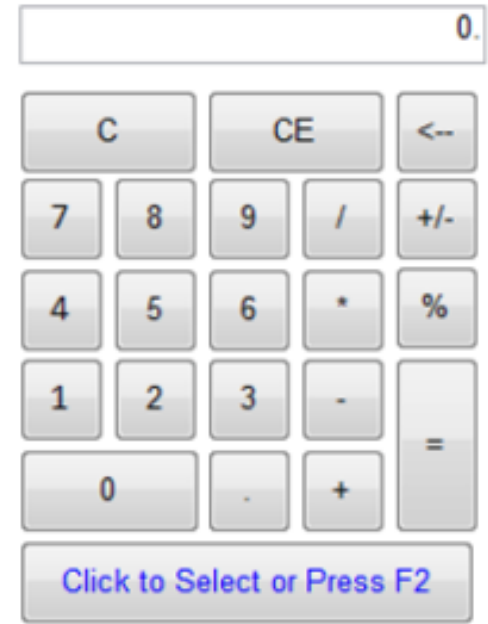 0.
C CE <--
7 8 9 / +/-
4 5 6 * %
1 2 3 -
=
0 . +
Click to Select or Press F2